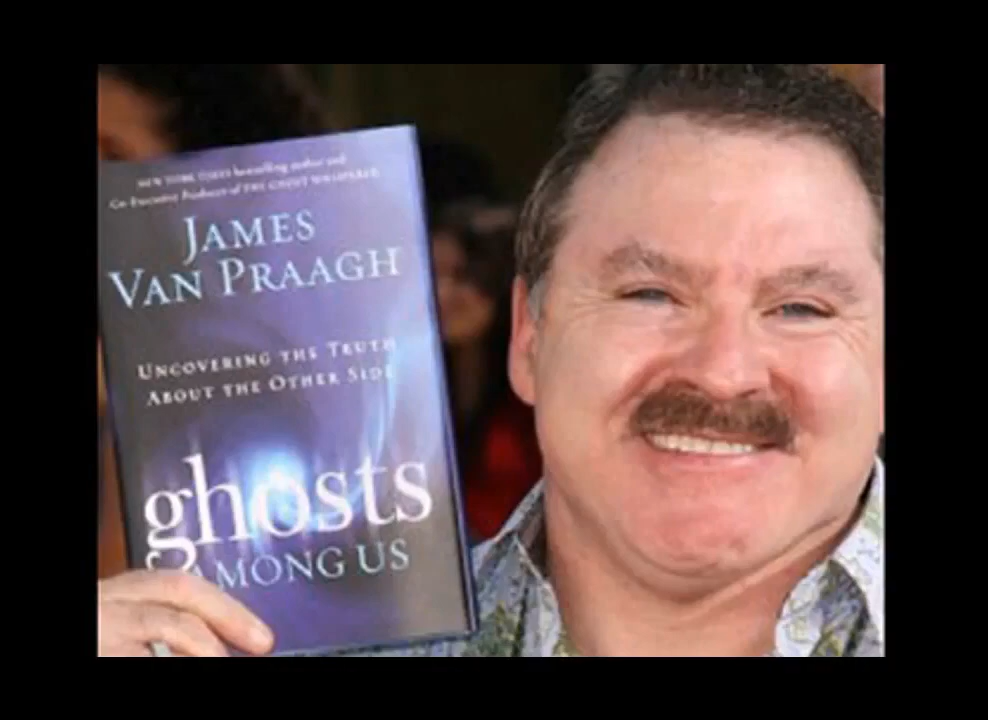 NEW YORK TIMES bestselling author and
Co-Executive Producer of THE GHOST WHISPERER
JAMES
VAN PRAAGH
UNCOVERING THE TRUTH
ABOUT THE OTHER SIDE
ghosts
AMONG US